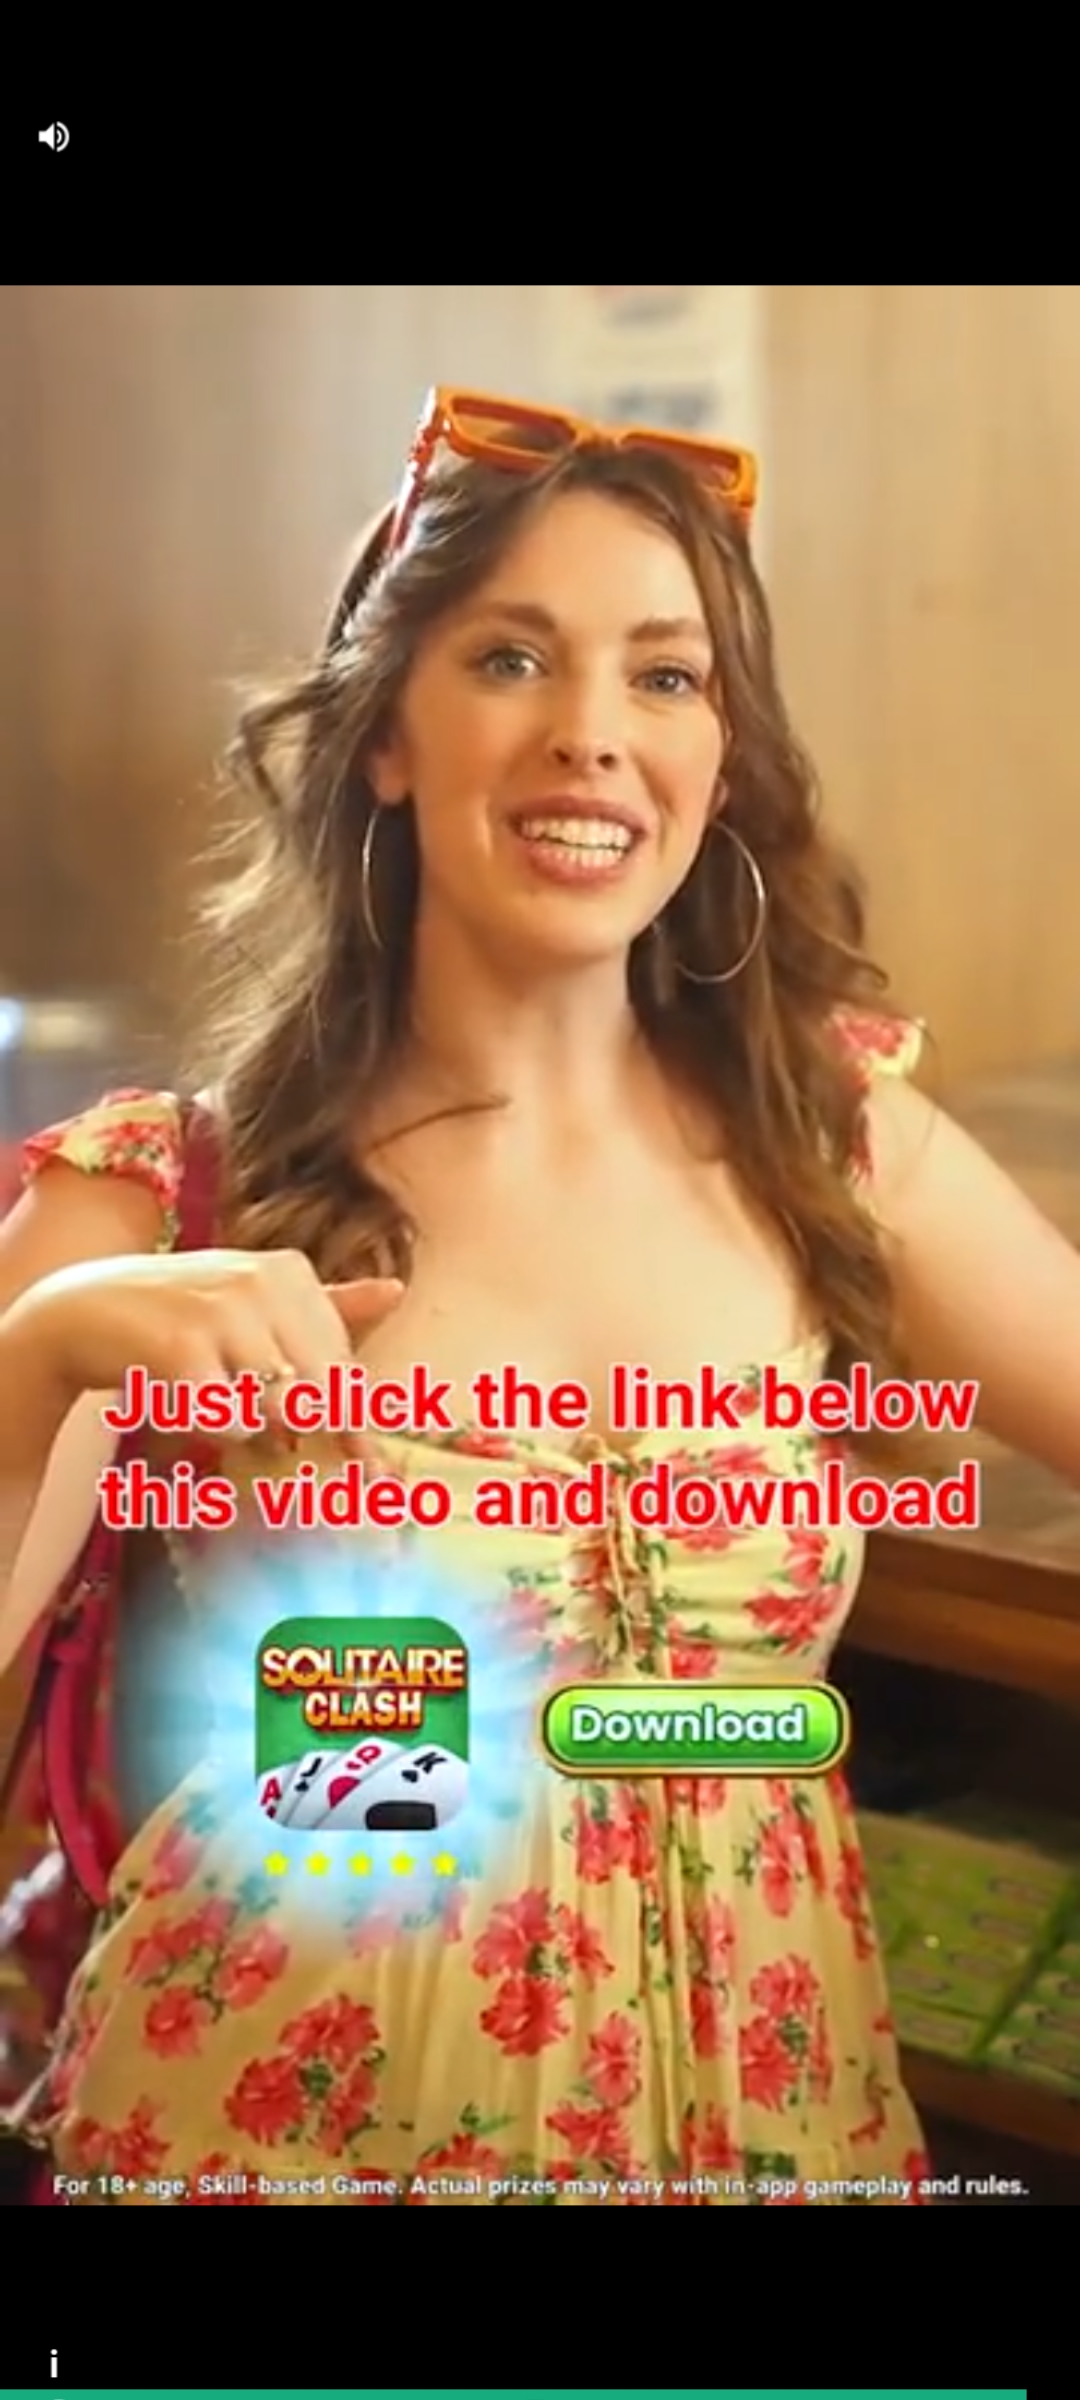 Just click the link below
this video and download
SOLITAIRE
CLASH
A J Q K
Download
For 18+ age, Skill-based Game. Actual prizes may vary with in-app gameplay and rules.
i